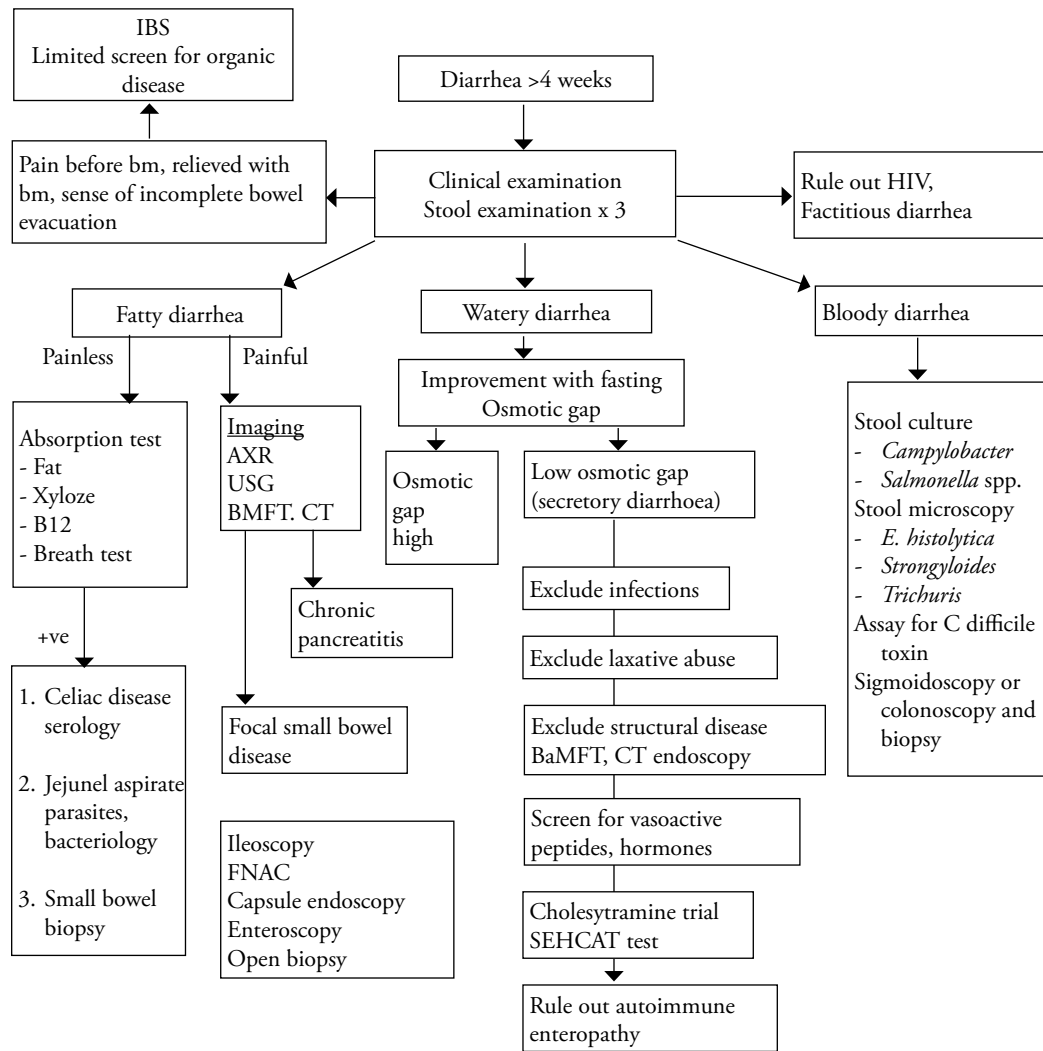 IBS
Limited screen for organic
disease
Diarrhea >4 weeks
Pain before bm, relieved with
bm, sense of incomplete bowel
evacuation
Clinical examination
Stool examination x 3
Rule out HIV,
Factitious diarrhea
Fatty diarrhea
Watery diarrhea
Bloody diarrhea
Painless
Painful
Improvement with fasting
Osmotic gap
Absorption test
- Fat
- Xyloze
- B12
- Breath test
Imaging
AXR
USG
BMFT. CT
Osmotic
gap
high
Low osmotic gap
(secretory diarrhoea)
Stool culture
- Campylobacter
- Salmonella spp.
Stool microscopy
- E. histolytica
- Strongyloides
- Trichuris
Assay for C difficile
toxin
Sigmoidoscopy or
colonoscopy and
biopsy
Chronic
pancreatitis
Exclude infections
+ve
Exclude laxative abuse
1. Celiac disease
serology
2. Jejunel aspirate
parasites,
bacteriology
3. Small bowel
biopsy
Focal small bowel
disease
Exclude structural disease
BaMFT, CT endoscopy
Ileoscopy
FNAC
Capsule endoscopy
Enteroscopy
Open biopsy
Screen for vasoactive
peptides, hormones
Cholesytramine trial
SEHCAT test
Rule out autoimmune
enteropathy